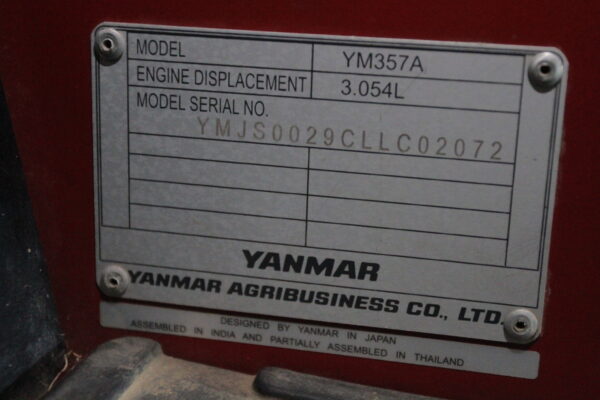 MODEL YM357A
ENGINE DISPLACEMENT 3.054L
MODEL SERIAL NO.
YMJS0029CLLC02072
YANMAR
YANMAR AGRIBUSINESS CO., LTD.
DESIGNED BY YANMAR IN JAPAN
ASSEMBLED IN INDIA AND PARTIALLY ASSEMBLED IN THAILAND